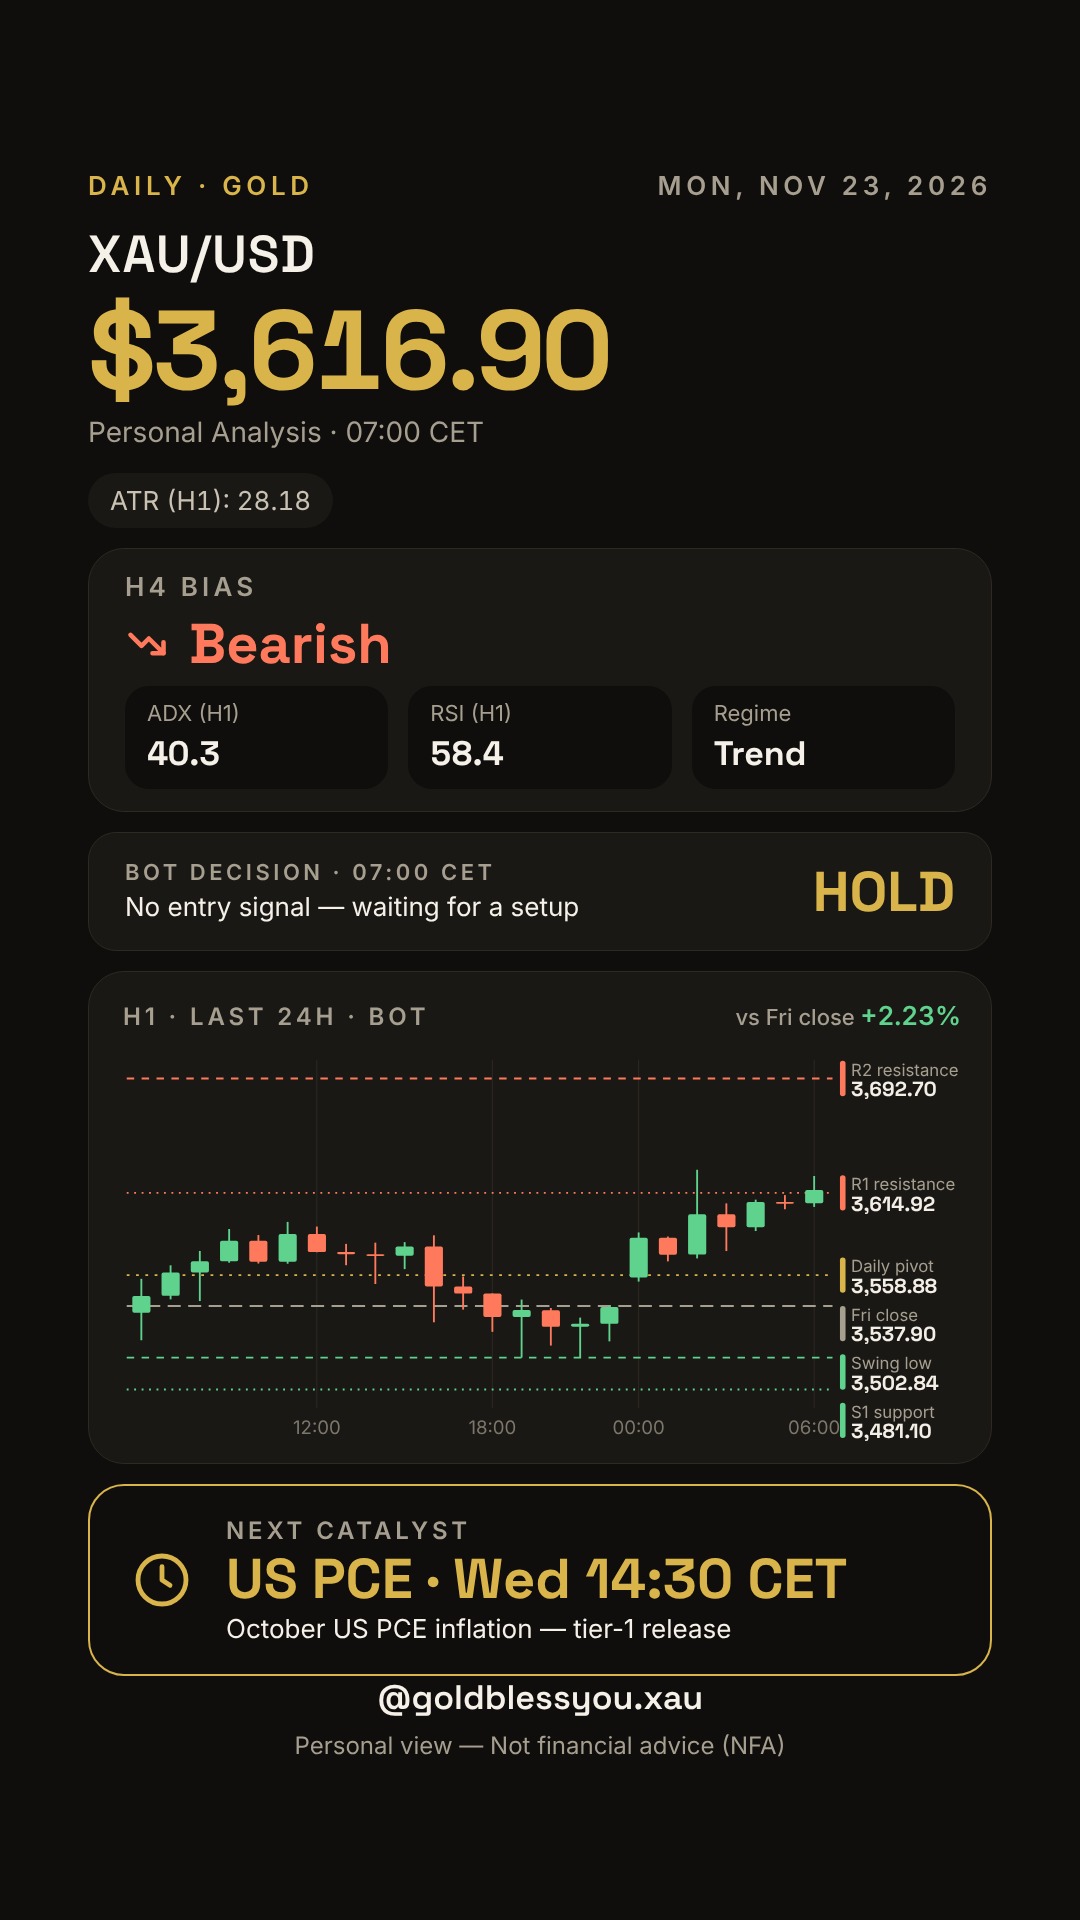 DAILY · GOLD
MON, NOV 23, 2026
XAU/USD
$3,616.90
Personal Analysis · 07:00 CET
ATR (H1): 28.18
H4 BIAS
Bearish
ADX (H1)
40.3
RSI (H1)
58.4
Regime
Trend
BOT DECISION · 07:00 CET
No entry signal — waiting for a setup
HOLD
H1 · LAST 24H · BOT
vs Fri close +2.23%
R2 resistance
3,692.70
R1 resistance
3,614.92
Daily pivot
3,558.88
Fri close
3,537.90
Swing low
3,502.84
S1 support
3,481.10
12:00
18:00
00:00
06:00
NEXT CATALYST
US PCE · Wed 14:30 CET
October US PCE inflation — tier-1 release
@goldblessyou.xau
Personal view — Not financial advice (NFA)